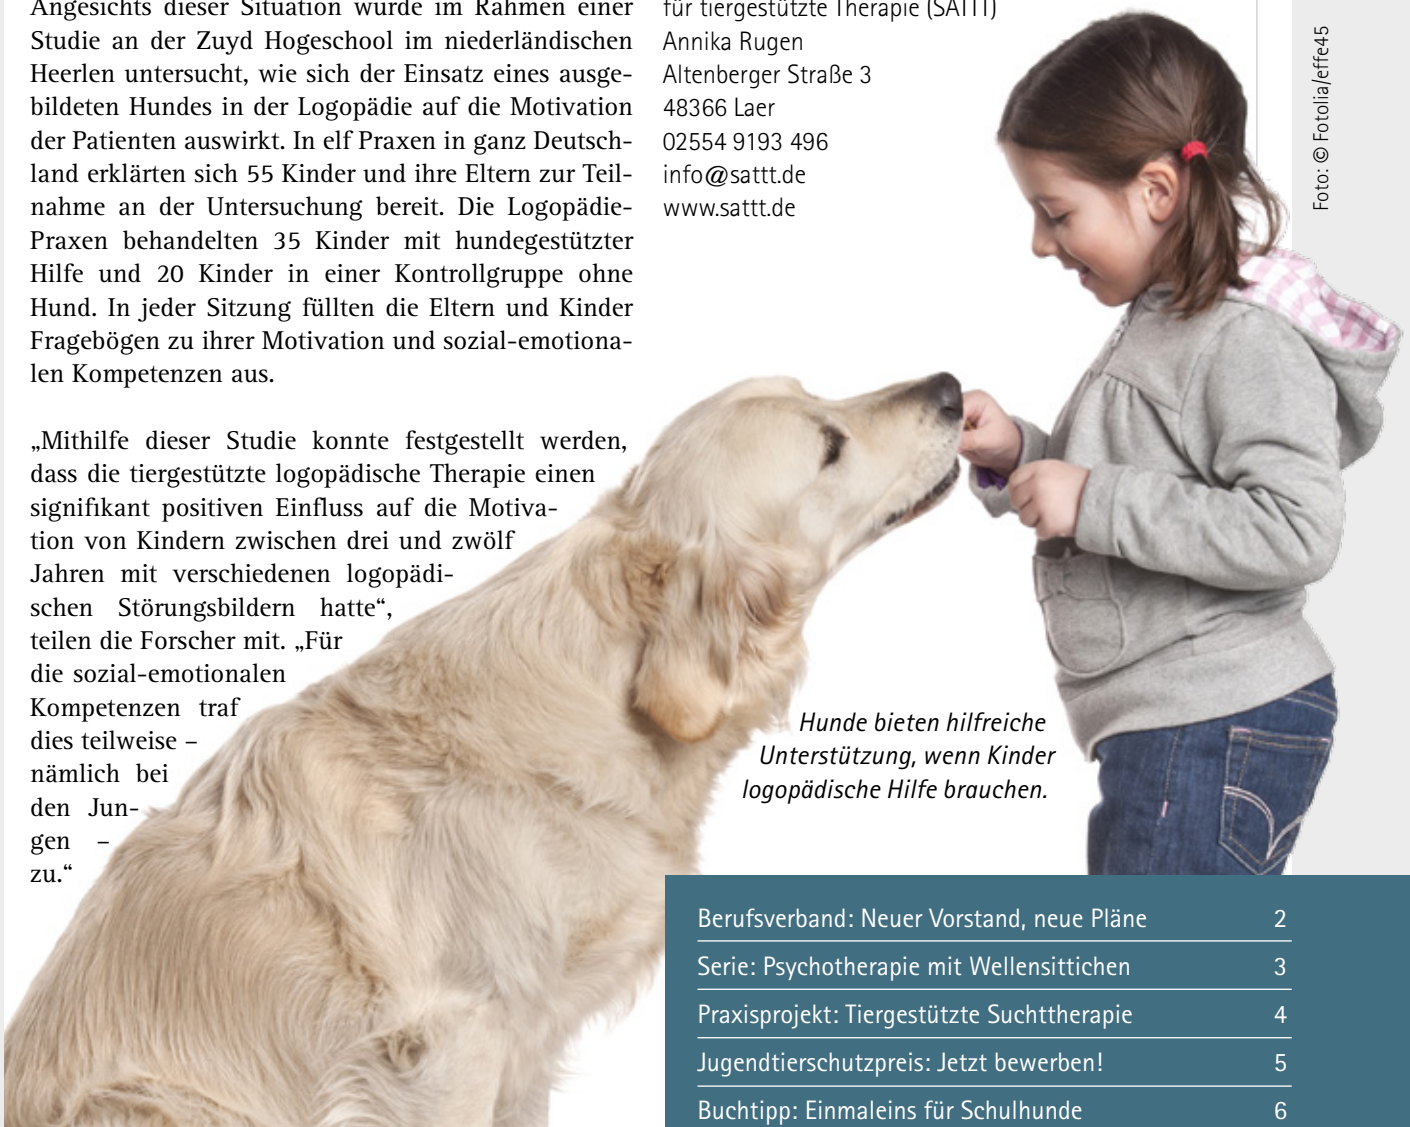 Angesichts dieser Situation wurde im Rahmen einer
Studie an der Zuyd Hogeschool im niederländischen
Heerlen untersucht, wie sich der Einsatz eines ausge-
bildeten Hundes in der Logopädie auf die Motivation
der Patienten auswirkt. In elf Praxen in ganz Deutsch-
land erklärten sich 55 Kinder und ihre Eltern zur Teil-
nahme an der Untersuchung bereit. Die Logopädie-
Praxen behandelten 35 Kinder mit hundegestützter
Hilfe und 20 Kinder in einer Kontrollgruppe ohne
Hund. In jeder Sitzung füllten die Eltern und Kinder
Fragebögen zu ihrer Motivation und sozial-emotiona-
len Kompetenzen aus.
„Mithilfe dieser Studie konnte festgestellt werden,
dass die tiergestützte logopädische Therapie einen
signifikant positiven Einfluss auf die Motiva-
tion von Kindern zwischen drei und zwölf
Jahren mit verschiedenen logopädi-
schen Störungsbildern hatte“,
teilen die Forscher mit. „Für
die sozial-emotionalen
Kompetenzen traf
dies teilweise –
nämlich bei
den Jun-
gen –
zu.“
für tiergestützte Therapie (SATTT)
Annika Rugen
Altenberger Straße 3
48366 Laer
02554 9193 496
info@sattt.de
www.sattt.de
Foto: © Fotolia/effe45
Hunde bieten hilfreiche
Unterstützung, wenn Kinder
logopädische Hilfe brauchen.
Berufsverband: Neuer Vorstand, neue Pläne 2
Serie: Psychotherapie mit Wellensittichen 3
Praxisprojekt: Tiergestützte Suchttherapie 4
Jugendtierschutzpreis: Jetzt bewerben! 5
Buchtipp: Einmaleins für Schulhunde 6